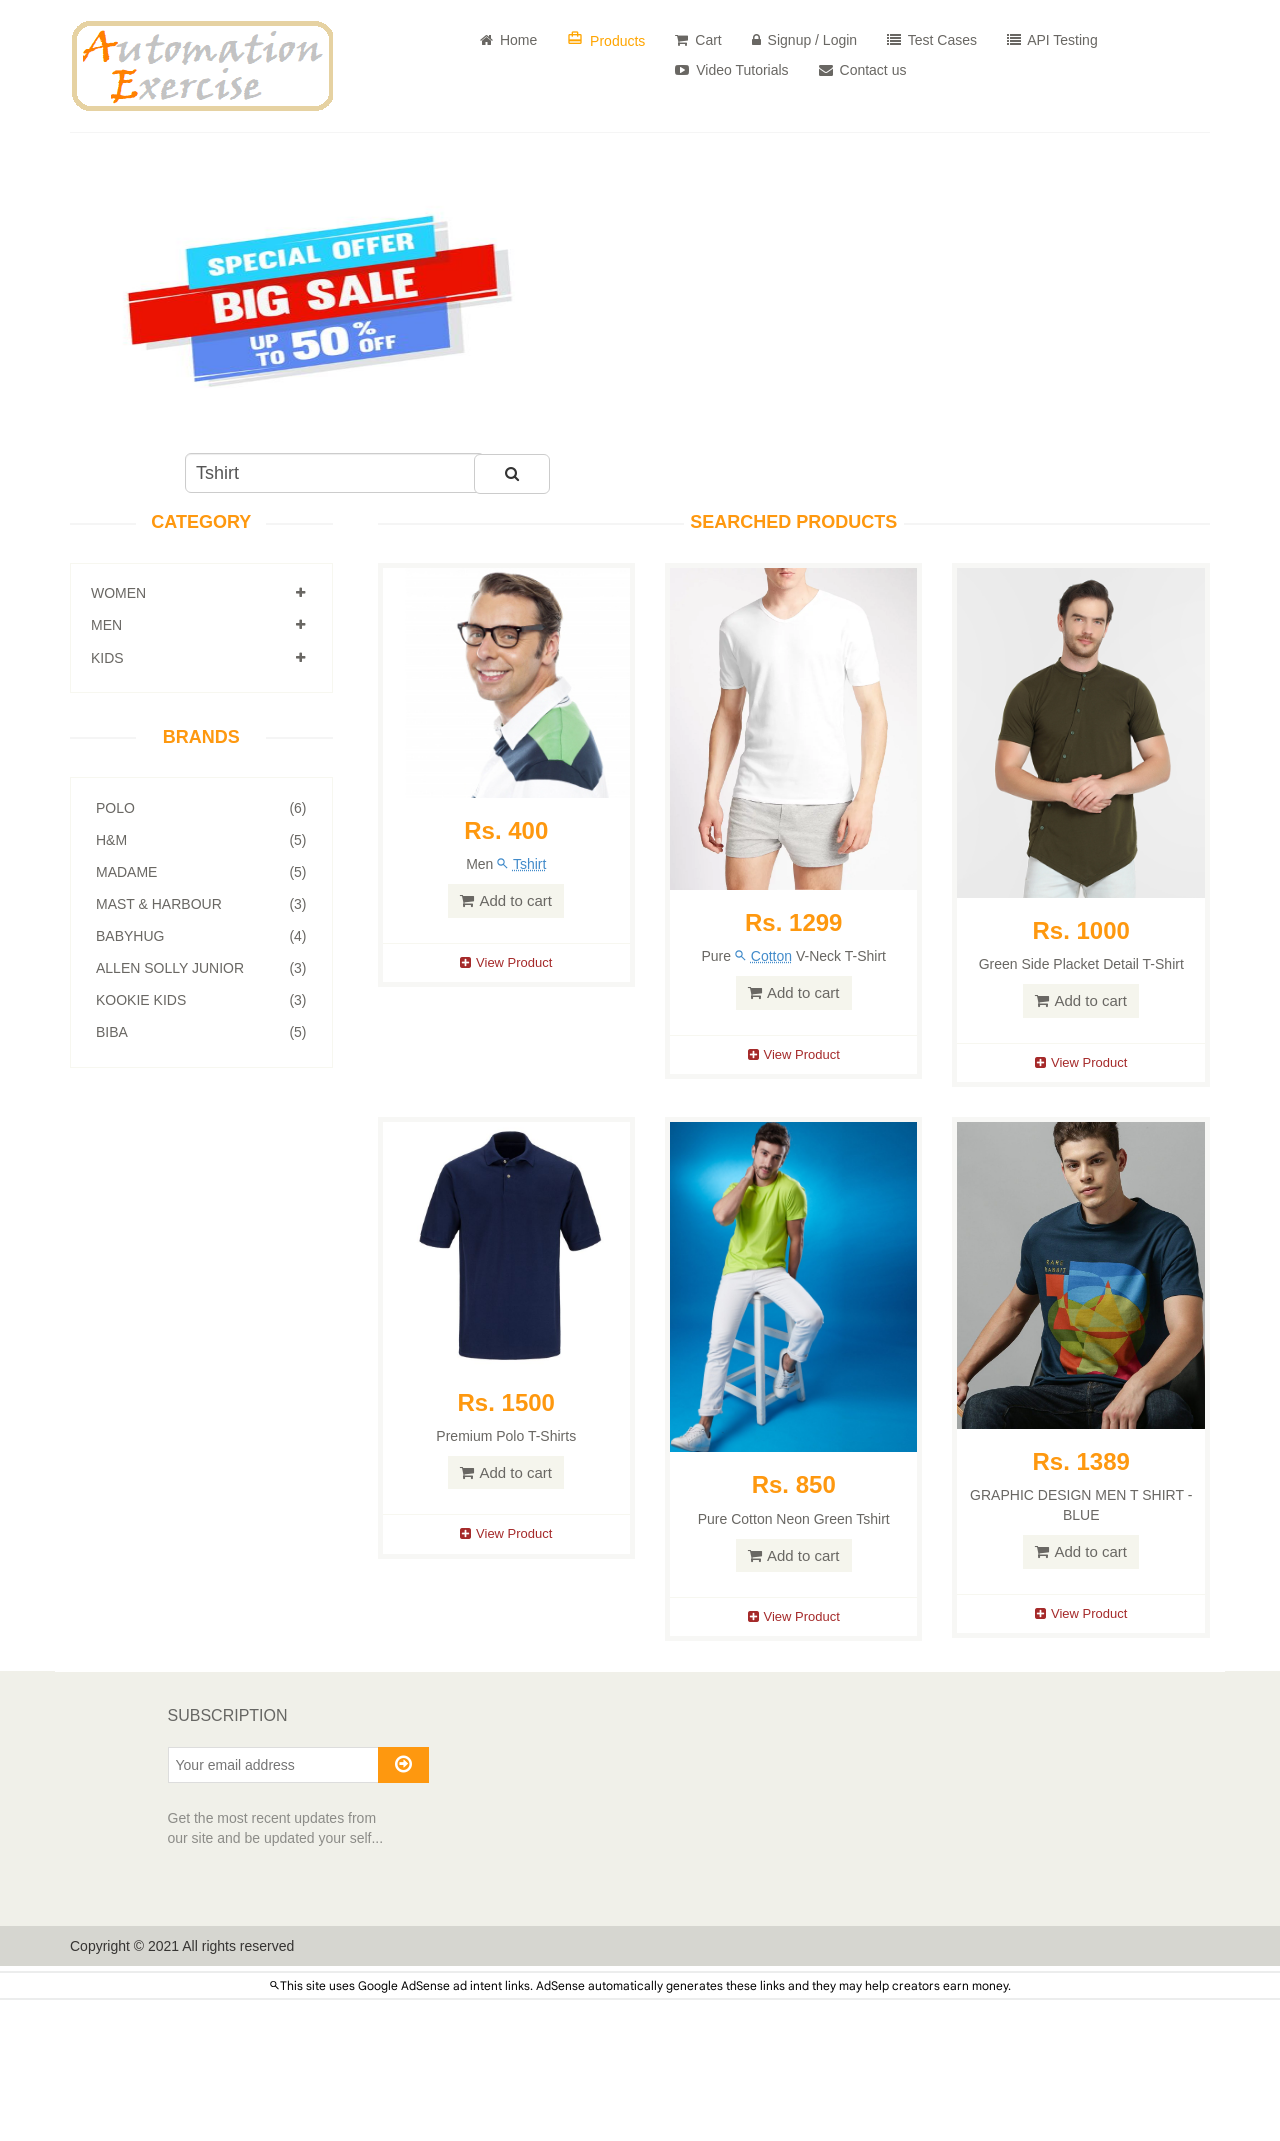 Automation
Exercise
Home
Products
Cart
Signup / Login
Test Cases
API Testing
Video Tutorials
Contact us
SPECIAL OFFER
BIG SALE
UP TO 50% OFF
Tshirt
CATEGORY
WOMEN
MEN
KIDS
BRANDS
POLO (6)
H&M (5)
MADAME (5)
MAST & HARBOUR (3)
BABYHUG (4)
ALLEN SOLLY JUNIOR (3)
KOOKIE KIDS (3)
BIBA (5)
SEARCHED PRODUCTS
Rs. 400
Men Tshirt
Add to cart
View Product
Rs. 1299
Pure Cotton V-Neck T-Shirt
Add to cart
View Product
Rs. 1000
Green Side Placket Detail T-Shirt
Add to cart
View Product
Rs. 1500
Premium Polo T-Shirts
Add to cart
View Product
Rs. 850
Pure Cotton Neon Green Tshirt
Add to cart
View Product
Rs. 1389
GRAPHIC DESIGN MEN T SHIRT -
BLUE
Add to cart
View Product
SUBSCRIPTION
Your email address
Get the most recent updates from
our site and be updated your self...
Copyright © 2021 All rights reserved
This site uses Google AdSense ad intent links. AdSense automatically generates these links and they may help creators earn money.